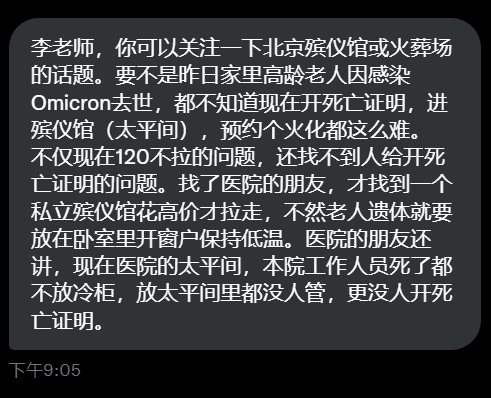 李老师，你可以关注一下北京殡仪馆或火葬场
的话题。要不是昨日家里高龄老人因感染
Omicron去世，都不知道现在开死亡证明，进
殡仪馆（太平间），预约个火化都这么难。
不仅现在120不拉的问题，还找不到人给开死
亡证明的问题。找了医院的朋友，才找到一个
私立殡仪馆花高价才拉走，不然老人遗体就要
放在卧室里开窗户保持低温。医院的朋友还
讲，现在医院的太平间，本院工作人员死了都
不放冷柜，放太平间里都没人管，更没人开死
亡证明。
下午9:05